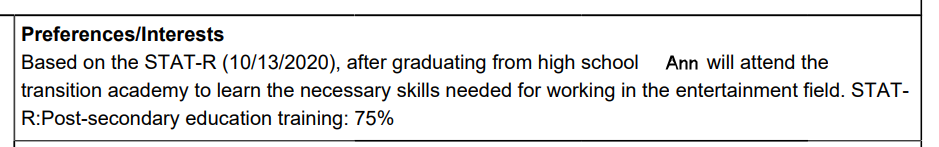 Preferences/Interests
Based on the STAT-R (10/13/2020), after graduating from high school Ann will attend the
transition academy to learn the necessary skills needed for working in the entertainment field. STAT-
R:Post-secondary education training: 75%